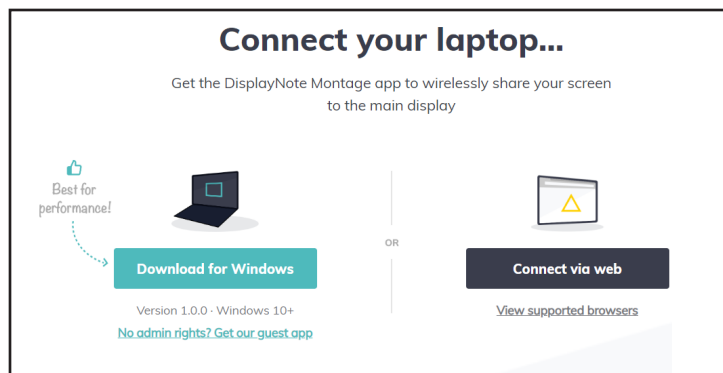 Connect your laptop...
Get the DisplayNote Montage app to wirelessly share your screen
to the main display
Best for
performance!
Download for Windows
Version 1.0.0 · Windows 10+
No admin rights? Get our guest app
OR
Connect via web
View supported browsers